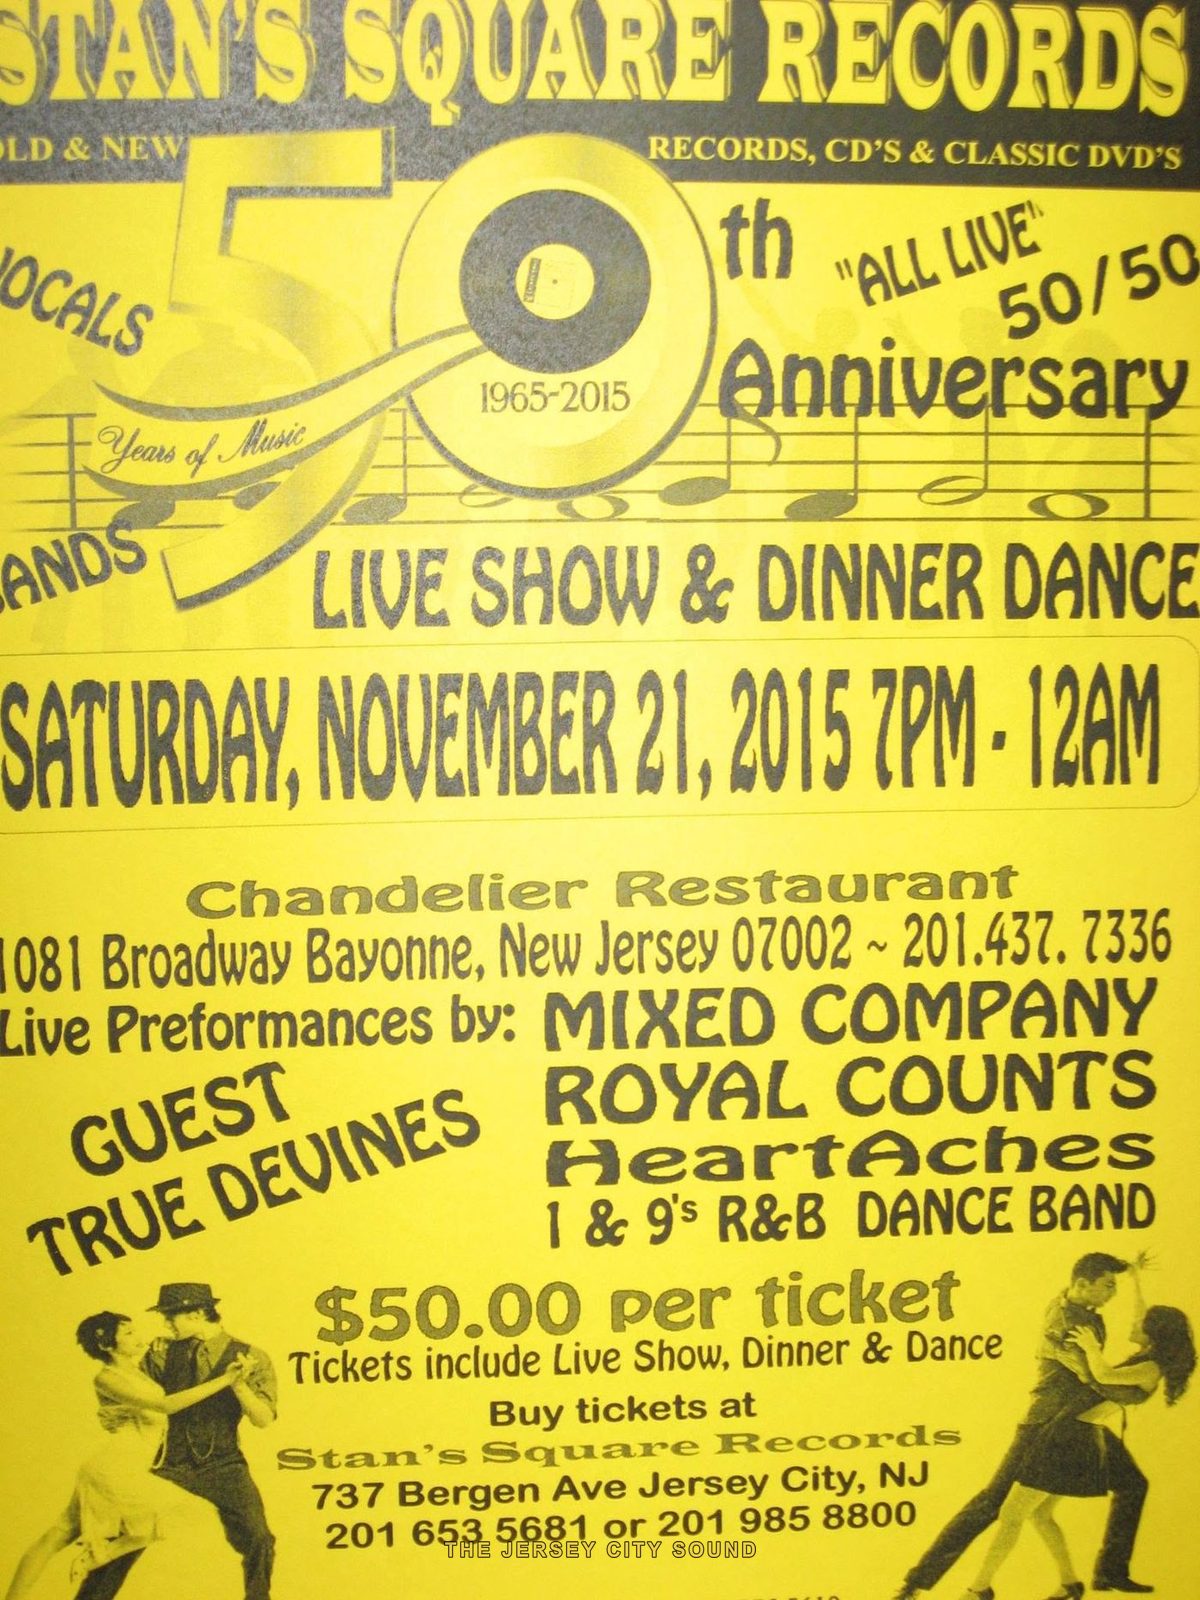 STAN'S SQUARE RECORDS
OLD & NEW RECORDS, CD'S & CLASSIC DVD'S
VOCALS
50th "ALL LIVE"
50/50
1965-2015
Anniversary
Years of Music
BANDS
LIVE SHOW & DINNER DANCE
SATURDAY, NOVEMBER 21, 2015 7PM - 12AM
Chandelier Restaurant
1081 Broadway Bayonne, New Jersey 07002 ~ 201.437. 7336
Live Preformances by: MIXED COMPANY
ROYAL COUNTS
HeartAches
1 & 9's R&B DANCE BAND
GUEST
TRUE DEVINES
$50.00 per ticket
Tickets include Live Show, Dinner & Dance
Buy tickets at
Stan's Square Records
737 Bergen Ave Jersey City, NJ
201 653 5681 or 201 985 8800
THE JERSEY CITY SOUND